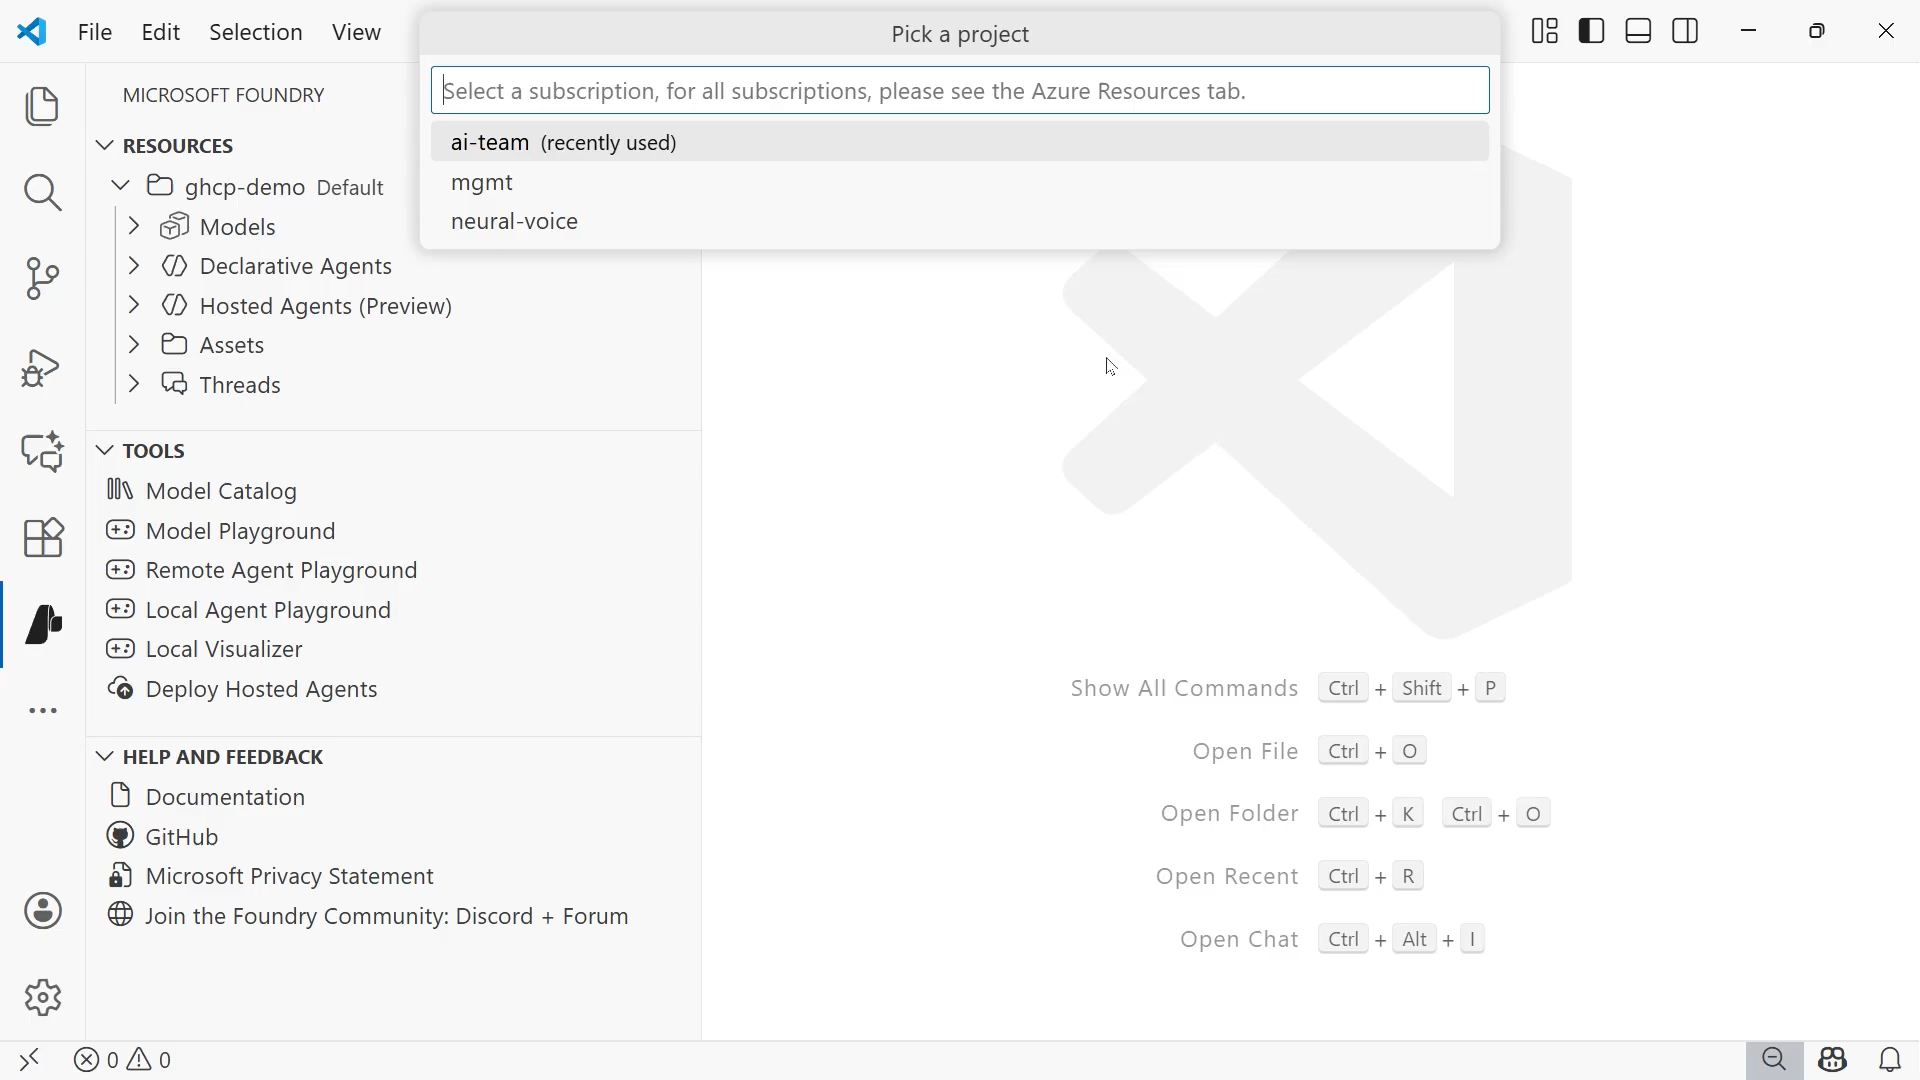 File Edit Selection View
Pick a project
Select a subscription, for all subscriptions, please see the Azure Resources tab.
ai-team (recently used)
mgmt
neural-voice
MICROSOFT FOUNDRY
RESOURCES
ghcp-demo Default
Models
Declarative Agents
Hosted Agents (Preview)
Assets
Threads
TOOLS
Model Catalog
Model Playground
Remote Agent Playground
Local Agent Playground
Local Visualizer
Deploy Hosted Agents
HELP AND FEEDBACK
Documentation
GitHub
Microsoft Privacy Statement
Join the Foundry Community: Discord + Forum
Show All Commands Ctrl + Shift + P
Open File Ctrl + O
Open Folder Ctrl + K Ctrl + O
Open Recent Ctrl + R
Open Chat Ctrl + Alt + I
0 0